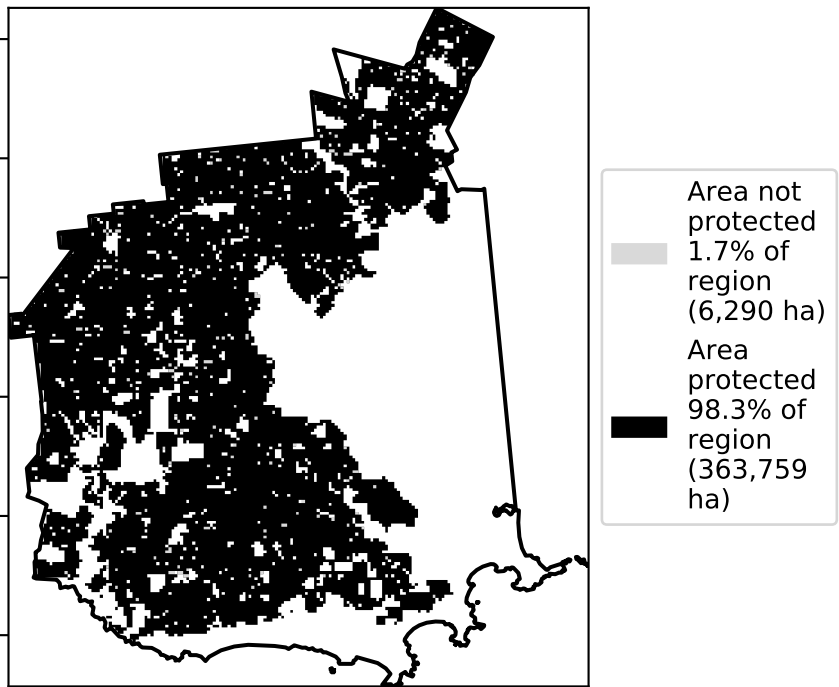 Area not
protected
1.7% of
region
(6,290 ha)
Area
protected
98.3% of
region
(363,759
ha)